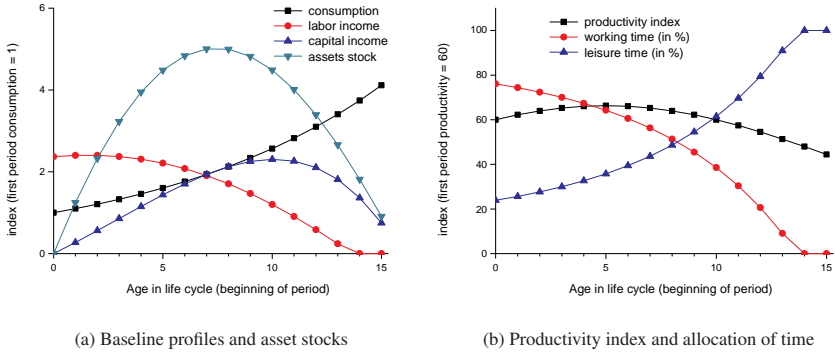 consumption
labor income
capital income
assets stock
index (first period consumption = 1)
6
4
2
0
0 5 10 15
Age in life cycle (beginning of period)
(a) Baseline profiles and asset stocks
productivity index
working time (in %)
leisure time (in %)
index (first period productivity = 60)
100
80
60
40
20
0
0 5 10 15
Age in life cycle (beginning of period)
(b) Productivity index and allocation of time